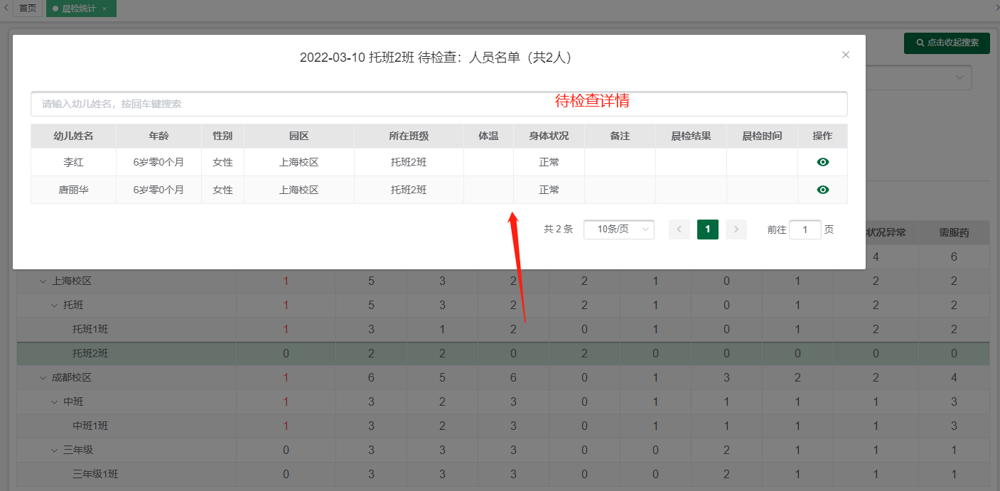 首页 晨检统计 ×
点击收起搜索
2022-03-10 托班2班 待检查：人员名单（共2人）
请输入幼儿姓名，按回车键搜索
待检查详情
幼儿姓名 年龄 性别 园区 所在班级 体温 身体状况 备注 晨检结果 晨检时间 操作
李红 6岁零0个月 女性 上海校区 托班2班 正常
唐丽华 6岁零0个月 女性 上海校区 托班2班 正常
共 2 条 10条/页 1 前往 1 页
状况异常 需服药
4 6
上海校区 1 5 3 2 2 1 0 1 2 2
托班 1 5 3 2 2 1 0 1 2 2
托班1班 1 3 1 2 0 1 0 1 2 2
托班2班 0 2 2 0 2 0 0 0 0 0
成都校区 1 6 5 6 0 1 3 2 2 4
中班 1 3 2 3 0 1 1 1 1 3
中班1班 1 3 2 3 0 1 1 1 1 3
三年级 0 3 3 3 0 0 2 1 1 1
三年级1班 0 3 3 3 0 0 2 1 1 1